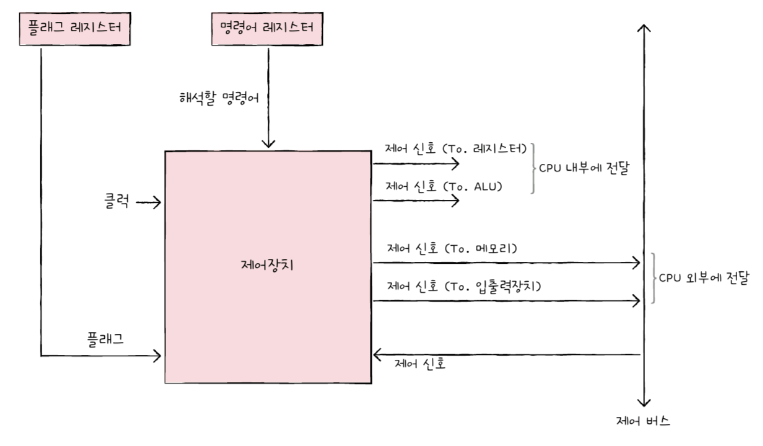 플래그 레지스터
명령어 레지스터
해석할 명령어
제어 신호 (To. 레지스터)
CPU 내부에 전달
제어 신호 (To. ALU)
클럭
제어 신호 (To. 메모리)
제어장치
CPU 외부에 전달
제어 신호 (To. 입출력장치)
플래그
제어 신호
제어 버스